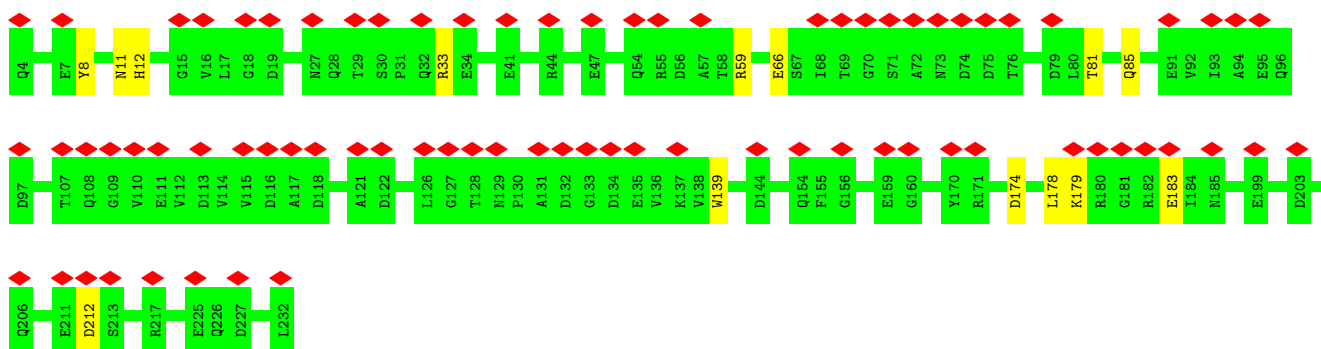 Q4 E7 Y8 N11 H12 G15 V16 L17 G18 D19 N27 Q28 T29 S30 P31 Q32 R33 E34 E41 R44 E47 Q54 R55 D56 A57 T58 R59 E66 S67 I68 T69 G70 S71 A72 N73 D74 D75 T76 D79 L80 T81 Q85 E91 V92 I93 A94 E95 Q96
D97 T107 Q108 G109 V110 E111 V112 D113 V114 V115 D116 A117 D118 A121 D122 L126 G127 T128 N129 P130 A131 D132 G133 D134 E135 V136 K137 V138 W139 D144 Q154 F155 G156 E159 G160 Y170 R171 D174 L178 K179 R180 G181 R182 E183 I184 N185 E199 D203
Q206 E211 D212 S213 R217 E225 Q226 D227 L232